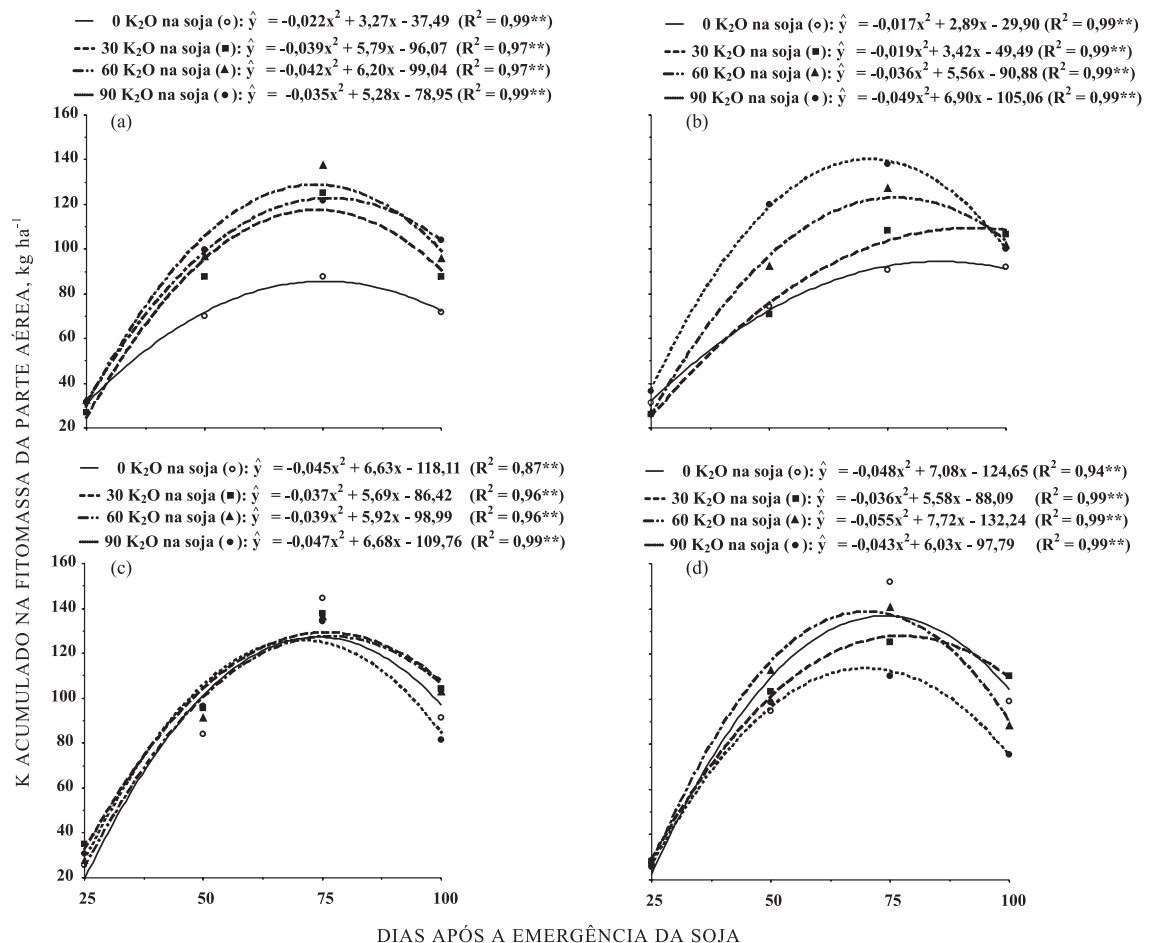 0 K₂O na soja (○): ŷ = -0,022x² + 3,27x - 37,49 (R² = 0,99**)
30 K₂O na soja (■): ŷ = -0,039x² + 5,79x - 96,07 (R² = 0,97**)
60 K₂O na soja (▲): ŷ = -0,042x² + 6,20x - 99,04 (R² = 0,97**)
90 K₂O na soja (●): ŷ = -0,035x² + 5,28x - 78,95 (R² = 0,99**)
0 K₂O na soja (○): ŷ = -0,017x² + 2,89x - 29,90 (R² = 0,99**)
30 K₂O na soja (■): ŷ = -0,019x² + 3,42x - 49,49 (R² = 0,99**)
60 K₂O na soja (▲): ŷ = -0,036x² + 5,56x - 90,88 (R² = 0,99**)
90 K₂O na soja (●): ŷ = -0,049x² + 6,90x - 105,06 (R² = 0,99**)
160
140
120
100
80
60
40
20
(a)
(b)
0 K₂O na soja (○): ŷ = -0,045x² + 6,63x - 118,11 (R² = 0,87**)
30 K₂O na soja (■): ŷ = -0,037x² + 5,69x - 86,42 (R² = 0,96**)
60 K₂O na soja (▲): ŷ = -0,039x² + 5,92x - 98,99 (R² = 0,96**)
90 K₂O na soja (●): ŷ = -0,047x² + 6,68x - 109,76 (R² = 0,99**)
0 K₂O na soja (○): ŷ = -0,048x² + 7,08x - 124,65 (R² = 0,94**)
30 K₂O na soja (■): ŷ = -0,036x² + 5,58x - 88,09 (R² = 0,99**)
60 K₂O na soja (▲): ŷ = -0,055x² + 7,72x - 132,24 (R² = 0,99**)
90 K₂O na soja (●): ŷ = -0,043x² + 6,03x - 97,79 (R² = 0,99**)
160
140
120
100
80
60
40
20
(c)
(d)
25 50 75 100
25 50 75 100
K ACUMULADO NA FITOMASSA DA PARTE AÉREA, kg ha⁻¹
DIAS APÓS A EMERGÊNCIA DA SOJA